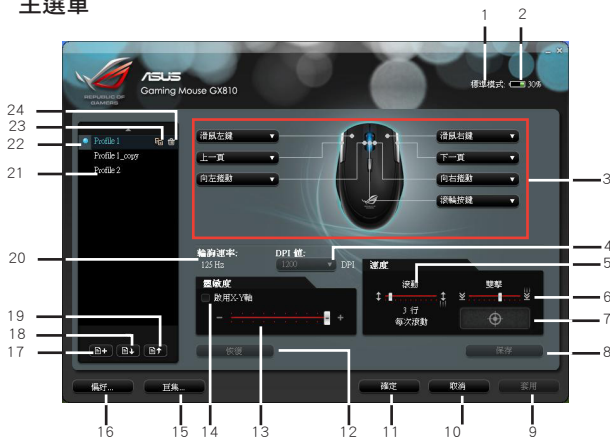 主選單
1 2
REPUBLIC OF
GAMERS
ASUS
Gaming Mouse GX810
標準模式: 30%
24
23
22
21
Profile 1
Profile 1_copy
Profile 2
滑鼠左鍵 滑鼠右鍵
上一頁 下一頁
向左捲動 向右捲動
滾輪按鍵
3
20
輪詢速率:
125 Hz
DPI 值:
1200 DPI
4
5
靈敏度
啟用X-Y軸
速度
滾動 雙擊
3 行
每次滾動
6
7
19
18
17
恢復 保存
8
偏好... 巨集... 確定 取消 套用
16 15 14 13 12 11 10 9